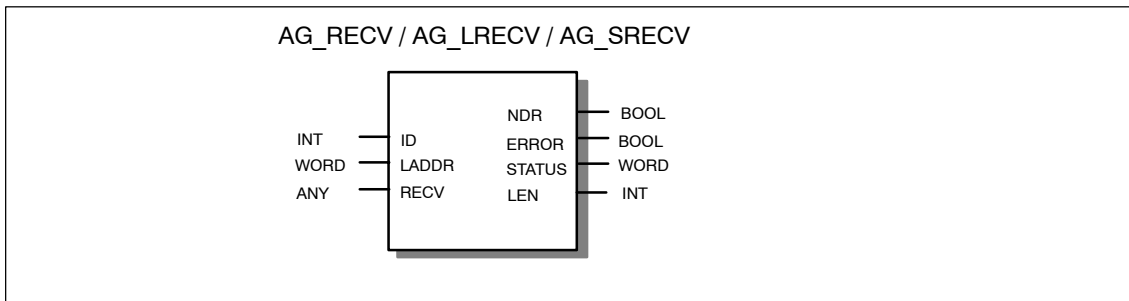 AG_RECV / AG_LRECV / AG_SRECV
NDR BOOL
INT ID ERROR BOOL
WORD LADDR STATUS WORD
ANY RECV LEN INT